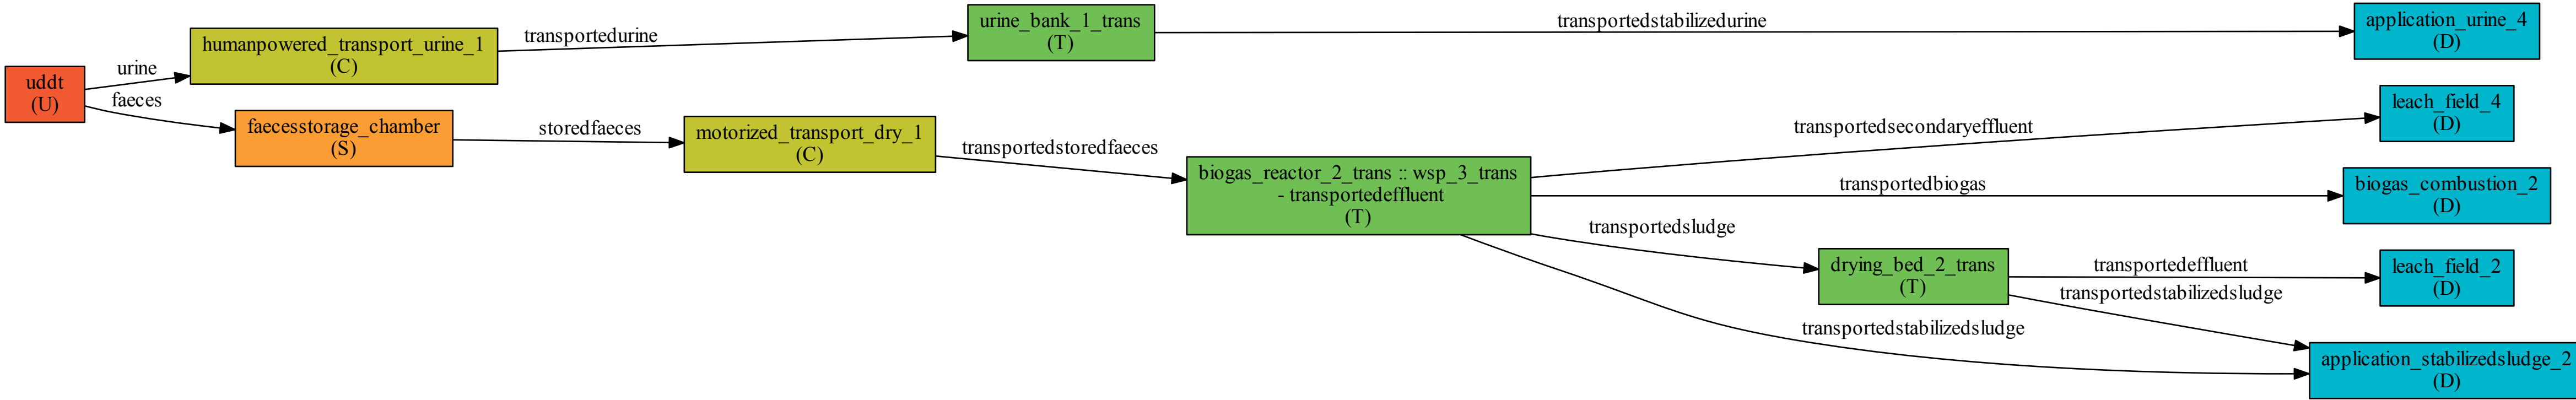 uddt
(U)
urine
faeces
humanpowered_transport_urine_1
(C)
faecesstorage_chamber
(S)
transportedurine
storedfaeces
motorized_transport_dry_1
(C)
urine_bank_1_trans
(T)
transportedstoredfaeces
biogas_reactor_2_trans :: wsp_3_trans
- transportedeffluent
(T)
transportedstabilizedurine
transportedsecondaryeffluent
transportedbiogas
transportedsludge
transportedstabilizedsludge
drying_bed_2_trans
(T)
transportedeffluent
transportedstabilizedsludge
application_urine_4
(D)
leach_field_4
(D)
biogas_combustion_2
(D)
leach_field_2
(D)
application_stabilizedsludge_2
(D)